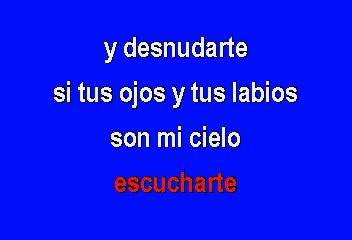 y desnudarte
si tus ojos y tus labios
son mi cielo
escucharte